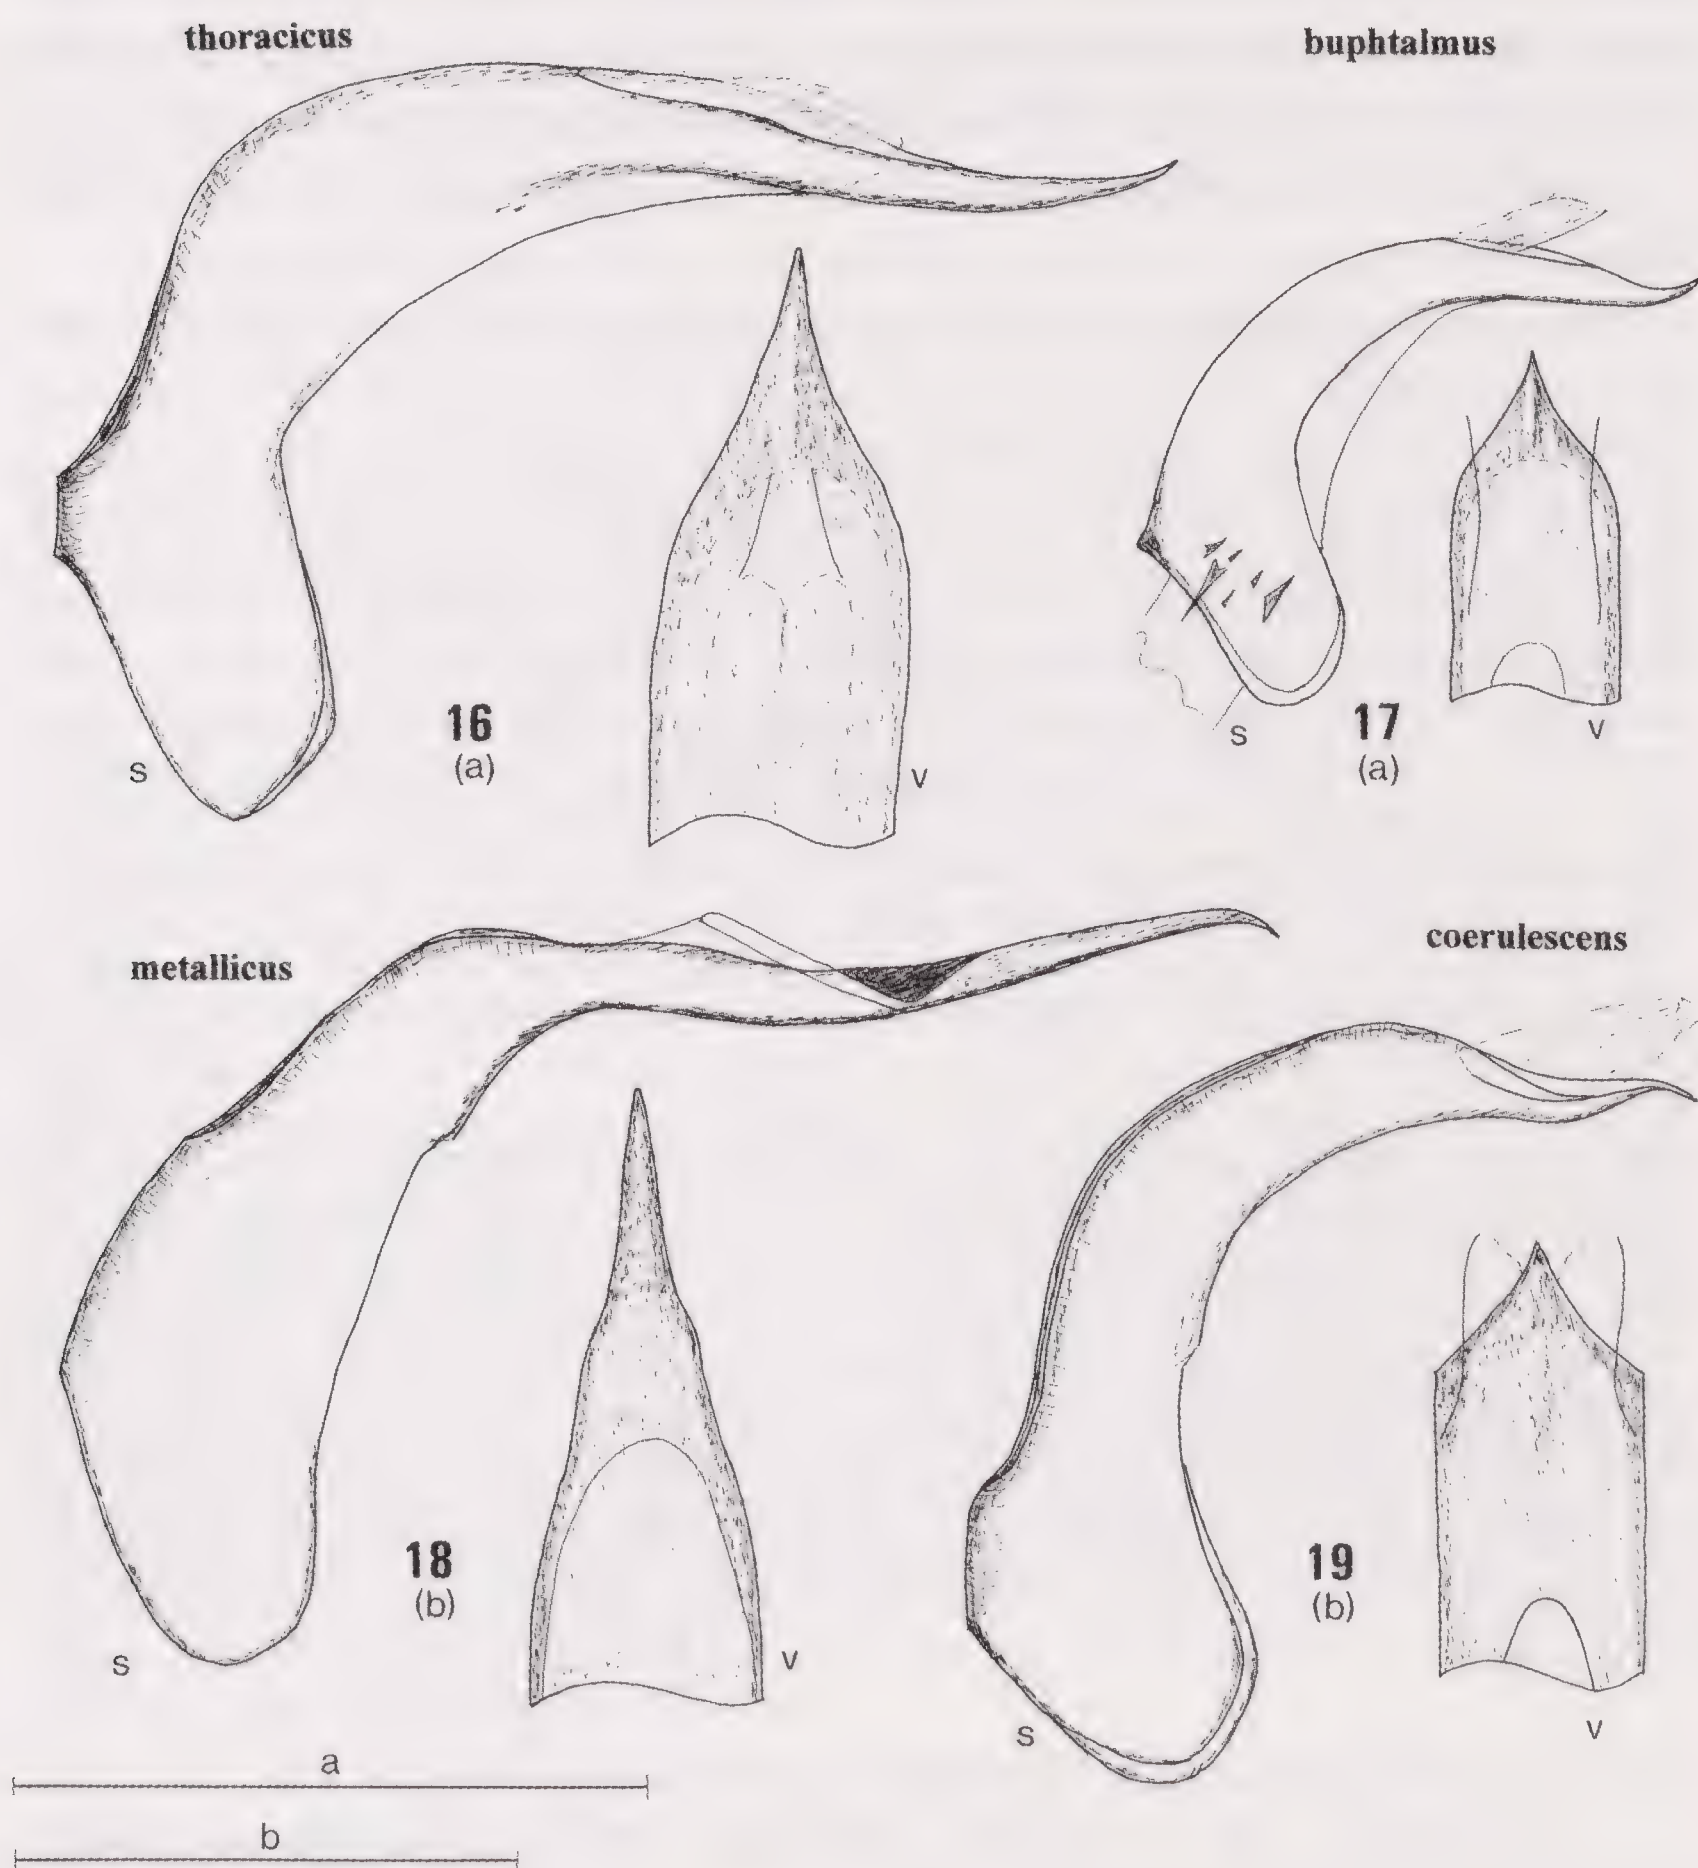 thoracicus
buphtalmus
s
16
(a)
v
s
17
(a)
v
metallicus
coerulescens
s
18
(b)
v
s
19
(b)
v
a
b